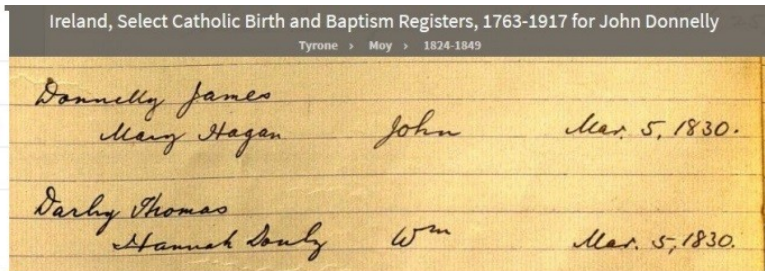 Ireland, Select Catholic Birth and Baptism Registers, 1763-1917 for John Donnelly
Tyrone › Moy › 1824-1849
Donnelly James
Mary Hagan John Mar. 5, 1830.
Darby Thomas
Hannah Wm Mar. 5, 1830.